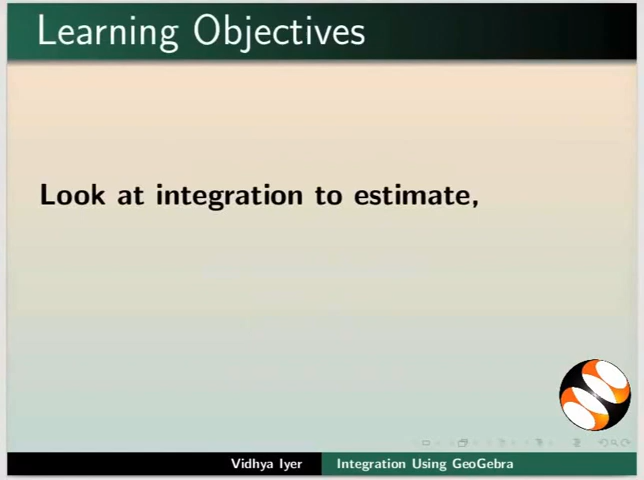 Learning Objectives
Look at integration to estimate,
Vidhya Iyer
Integration Using GeoGebra